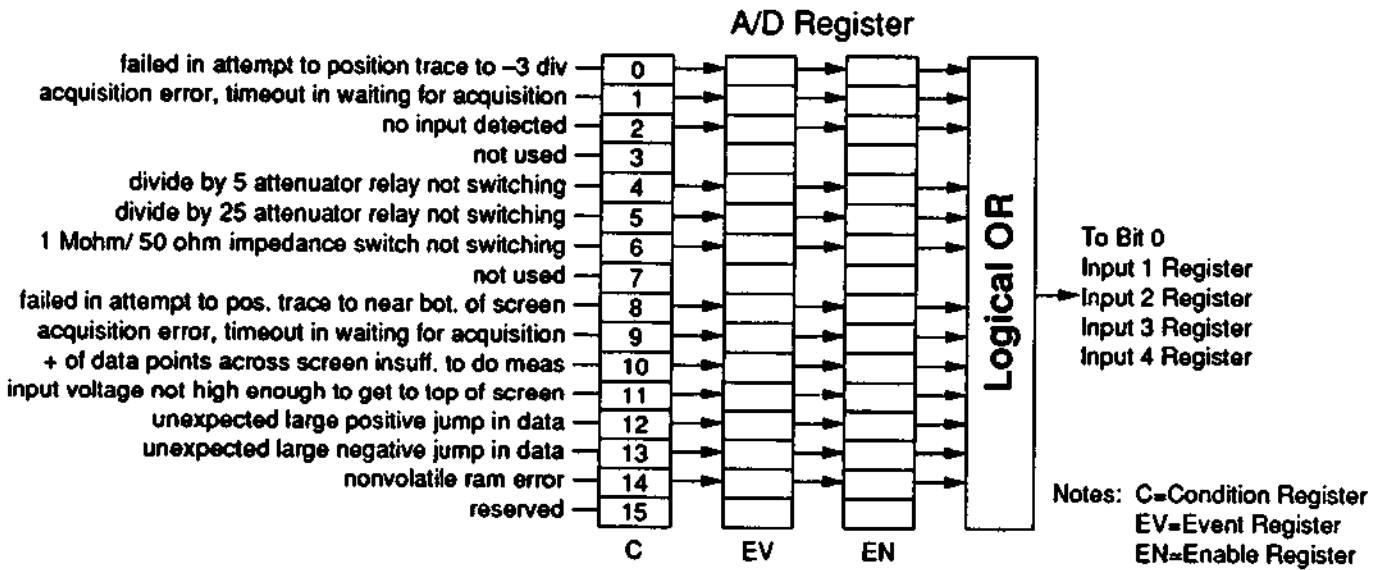 A/D Register
failed in attempt to position trace to –3 div 0
acquisition error, timeout in waiting for acquisition 1
no input detected 2
not used 3
divide by 5 attenuator relay not switching 4
divide by 25 attenuator relay not switching 5
1 Mohm/ 50 ohm impedance switch not switching 6
not used 7
failed in attempt to pos. trace to near bot. of screen 8
acquisition error, timeout in waiting for acquisition 9
+ of data points across screen insuff. to do meas 10
input voltage not high enough to get to top of screen 11
unexpected large positive jump in data 12
unexpected large negative jump in data 13
nonvolatile ram error 14
reserved 15
C EV EN
Logical OR
To Bit 0
Input 1 Register
Input 2 Register
Input 3 Register
Input 4 Register
Notes: C=Condition Register
EV=Event Register
EN=Enable Register